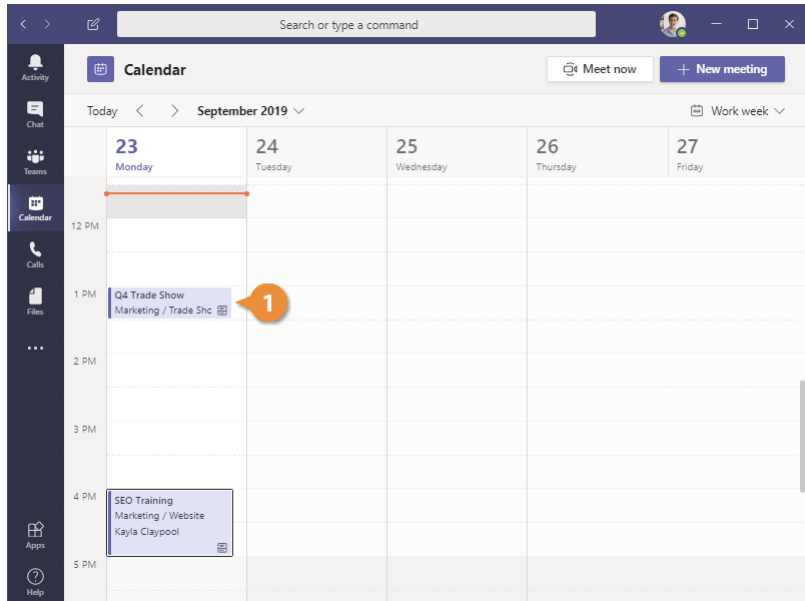 Search or type a command
Activity
Chat
Teams
Calendar
Calls
Files
Apps
Help
Calendar
Meet now
+ New meeting
Today
September 2019
Work week
23
Monday
24
Tuesday
25
Wednesday
26
Thursday
27
Friday
12 PM
1 PM
Q4 Trade Show
Marketing / Trade Shc
1
2 PM
3 PM
4 PM
SEO Training
Marketing / Website
Kayla Claypool
5 PM